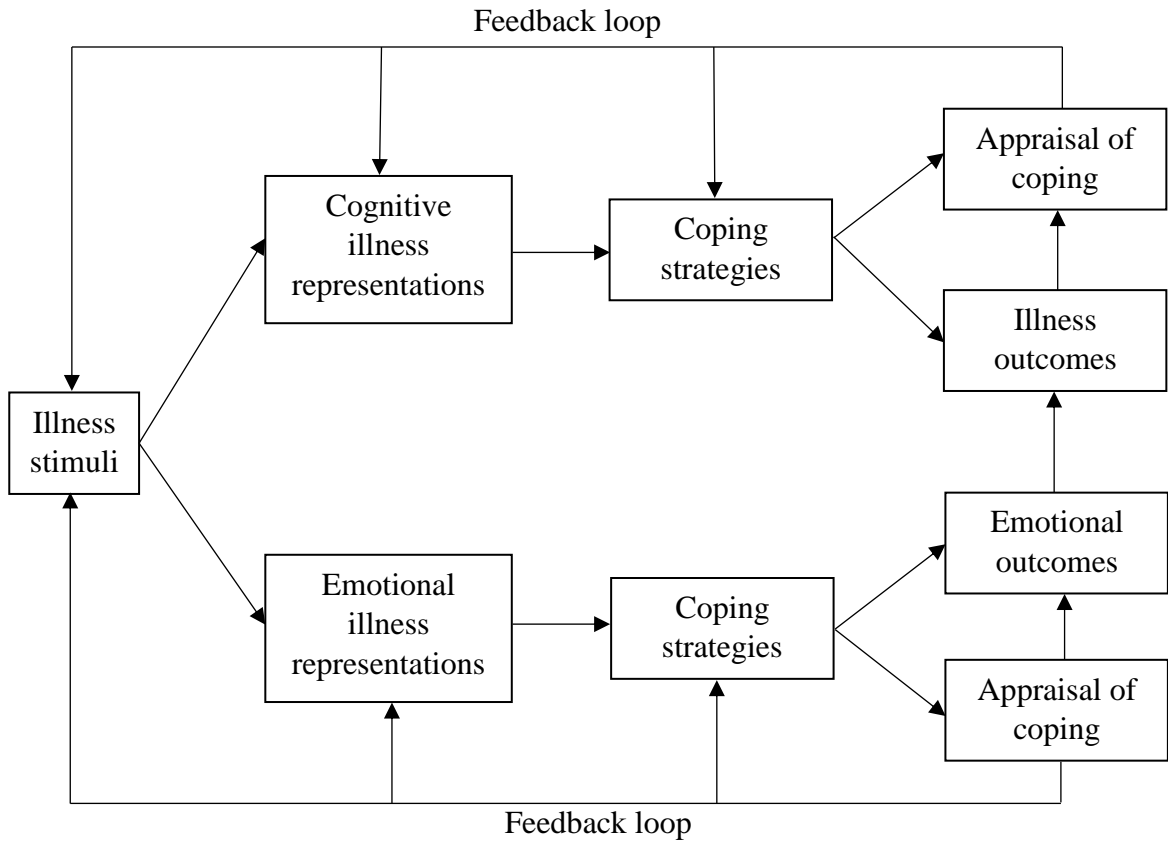 Feedback loop
Appraisal of
coping
Cognitive
illness
representations
Coping
strategies
Illness
outcomes
Illness
stimuli
Emotional
outcomes
Emotional
illness
representations
Coping
strategies
Appraisal of
coping
Feedback loop